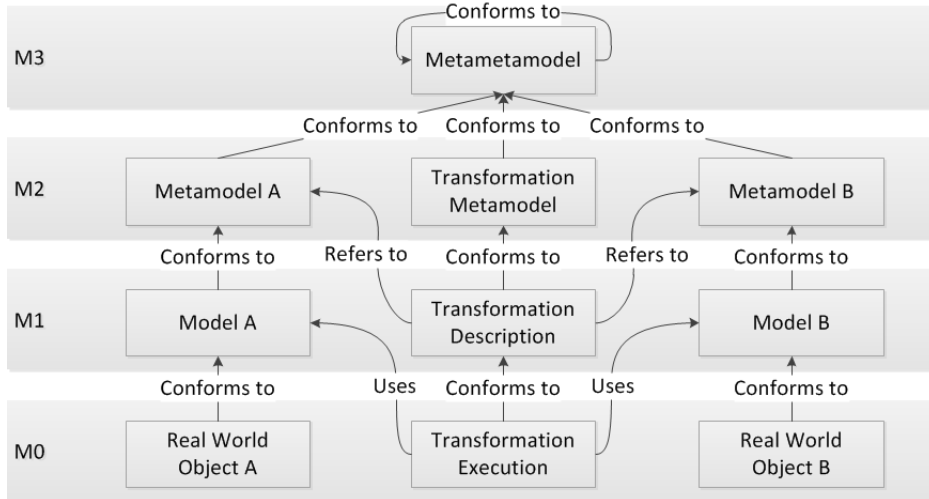 Conforms to
M3
Metametamodel
Conforms to
Conforms to
Conforms to
M2
Metamodel A
Transformation
Metamodel
Metamodel B
Conforms to
Refers to
Conforms to
Refers to
Conforms to
M1
Model A
Transformation
Description
Model B
Conforms to
Uses
Conforms to
Uses
Conforms to
M0
Real World
Object A
Transformation
Execution
Real World
Object B